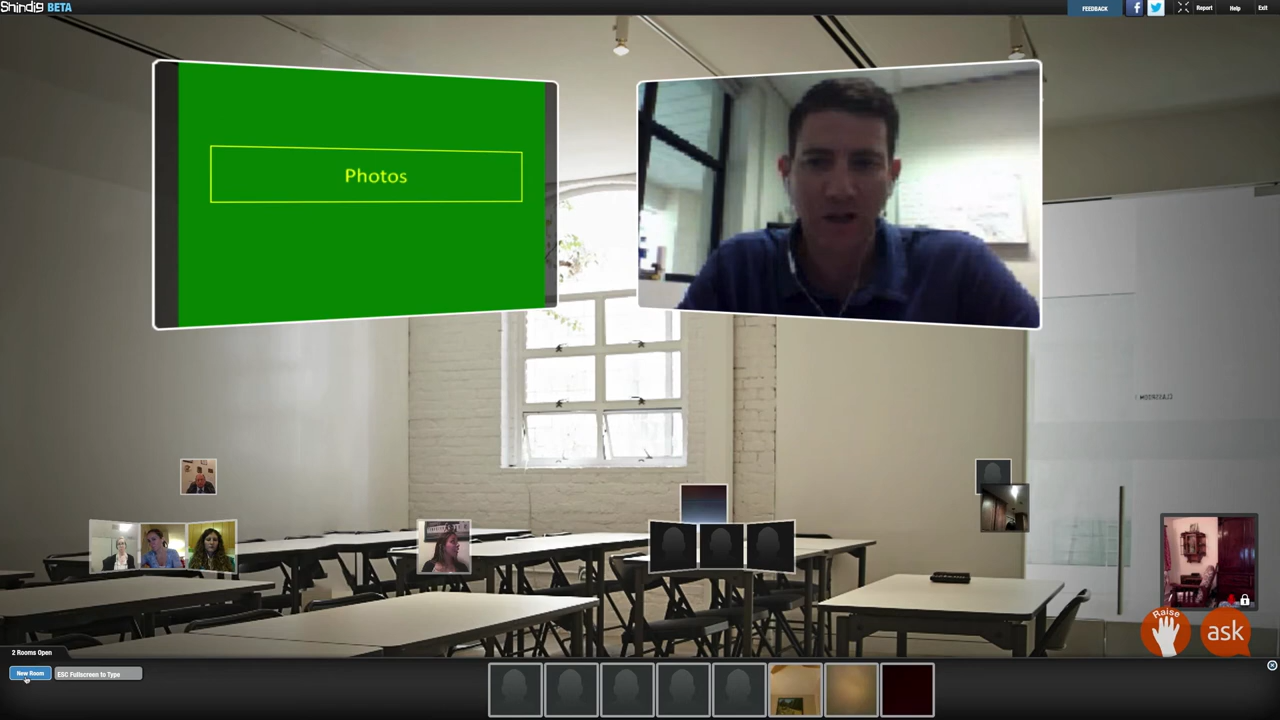 Shindig BETA
FEEDBACK
Report
Help
Exit
Photos
Raise
ask
2 Rooms Open
New Room
ESC Fullscreen to Type